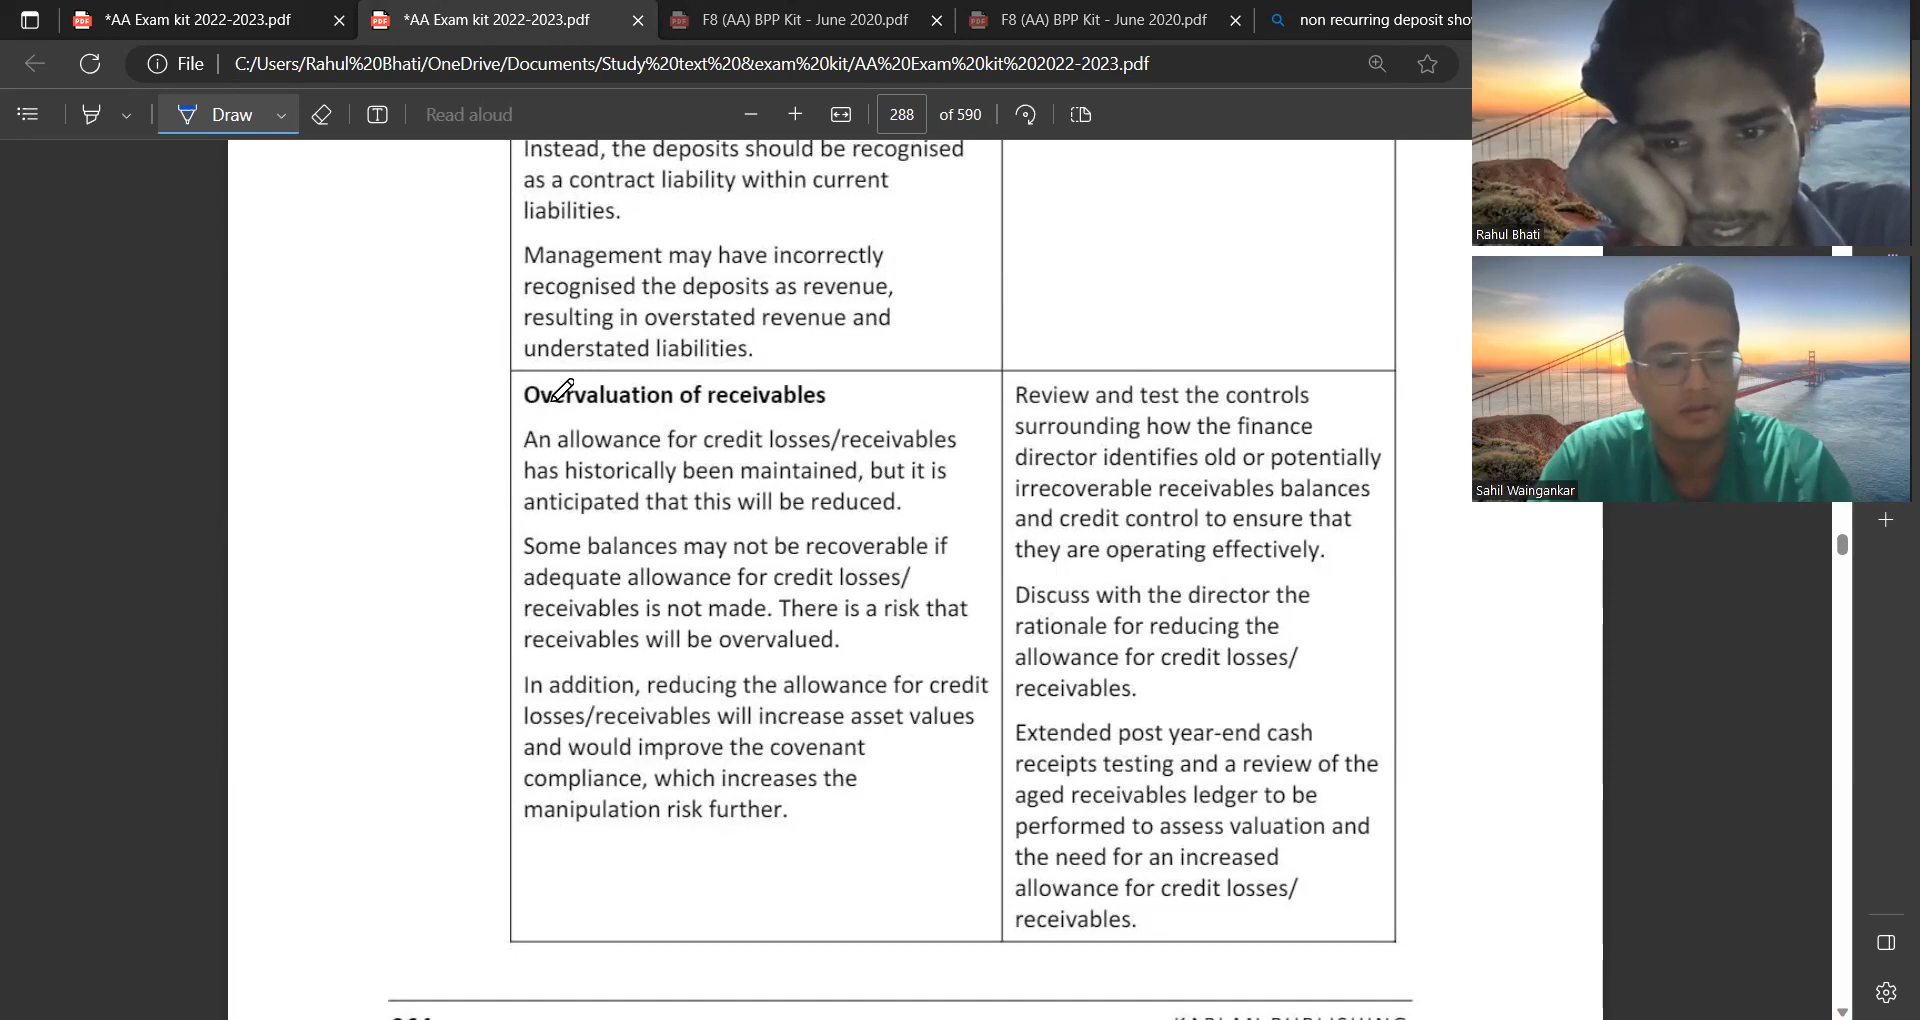 *AA Exam kit 2022-2023.pdf
*AA Exam kit 2022-2023.pdf
F8 (AA) BPP Kit - June 2020.pdf
F8 (AA) BPP Kit - June 2020.pdf
non recurring deposit sho
File
C:/Users/Rahul%20Bhati/OneDrive/Documents/Study%20text%20&exam%20kit/AA%20Exam%20kit%202022-2023.pdf
Draw
Read aloud
288
of 590
Instead, the deposits should be recognised
as a contract liability within current
liabilities.
Management may have incorrectly
recognised the deposits as revenue,
resulting in overstated revenue and
understated liabilities.
Overvaluation of receivables
An allowance for credit losses/receivables
has historically been maintained, but it is
anticipated that this will be reduced.
Some balances may not be recoverable if
adequate allowance for credit losses/
receivables is not made. There is a risk that
receivables will be overvalued.
In addition, reducing the allowance for credit
losses/receivables will increase asset values
and would improve the covenant
compliance, which increases the
manipulation risk further.
Review and test the controls
surrounding how the finance
director identifies old or potentially
irrecoverable receivables balances
and credit control to ensure that
they are operating effectively.
Discuss with the director the
rationale for reducing the
allowance for credit losses/
receivables.
Extended post year-end cash
receipts testing and a review of the
aged receivables ledger to be
performed to assess valuation and
the need for an increased
allowance for credit losses/
receivables.
KAPLAN PUBLISHING
Rahul Bhati
Sahil Waingankar